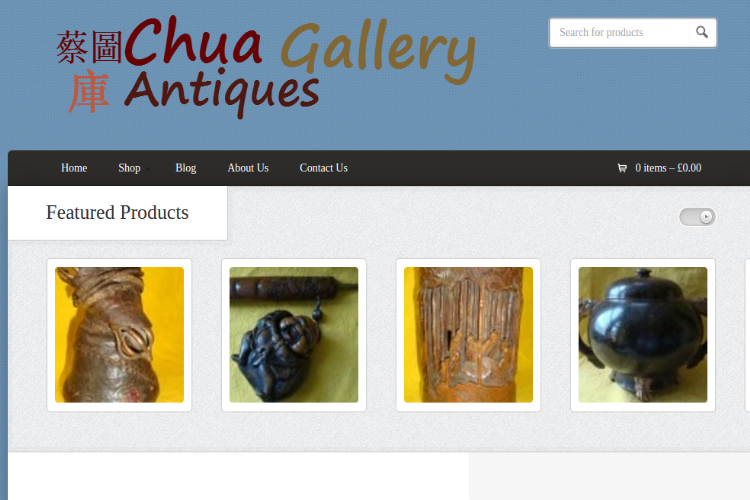 蔡圖 Chua Gallery
庫 Antiques
Search for products
Home Shop Blog About Us Contact Us 0 items – £0.00
Featured Products